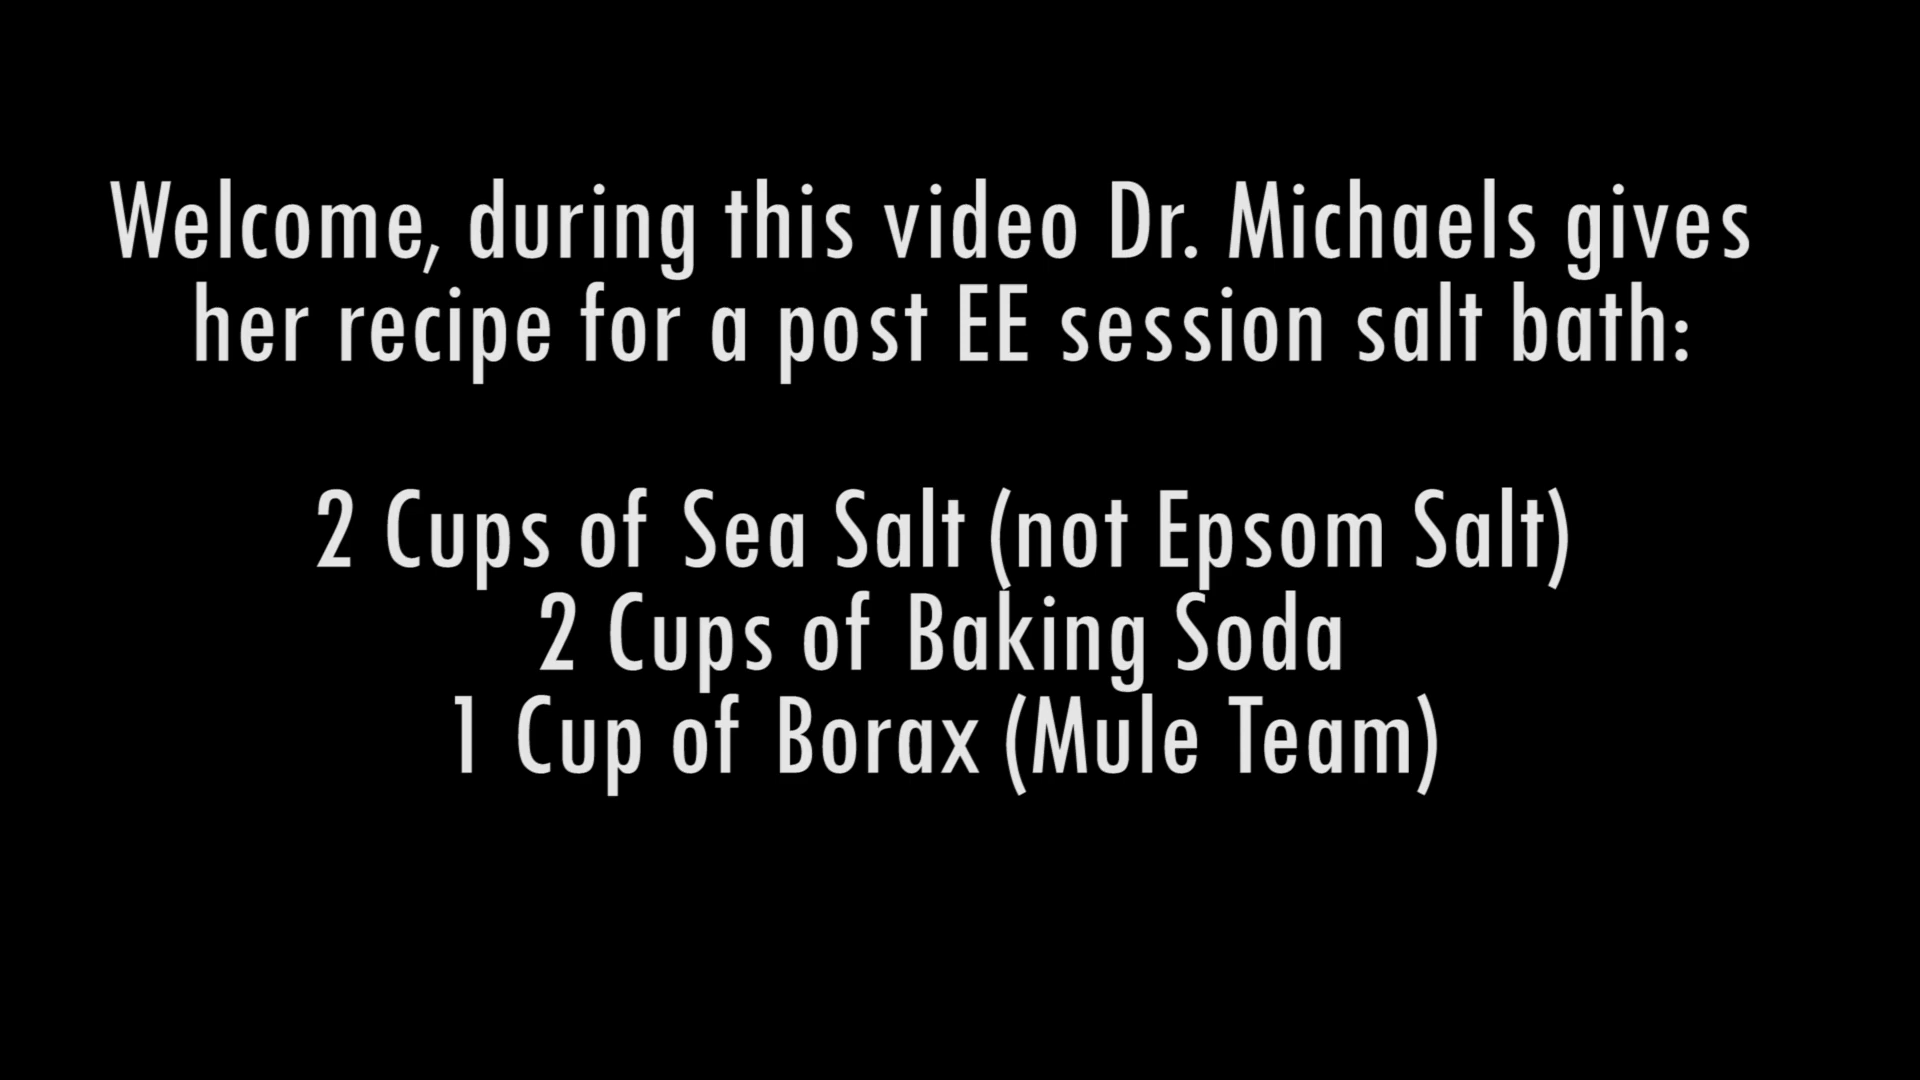 Welcome, during this video Dr. Michaels gives
her recipe for a post EE session salt bath:
2 Cups of Sea Salt (not Epsom Salt)
2 Cups of Baking Soda
1 Cup of Borax (Mule Team)